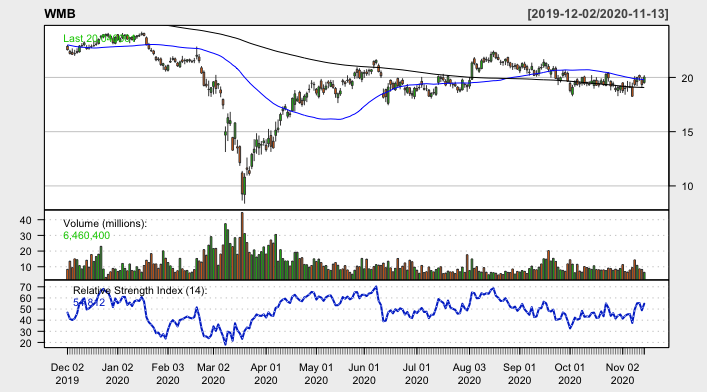 WMB [2019-12-02/2020-11-13]
Last
20
15
10
Volume (millions):
6,460,400
40
30
20
10
Relative Strength Index (14):
70
60
50
40
30
20
Dec 02 Jan 02 Feb 03 Mar 02 Apr 01 May 01 Jun 01 Jul 01 Aug 03 Sep 01 Oct 01 Nov 02
2019 2020 2020 2020 2020 2020 2020 2020 2020 2020 2020 2020